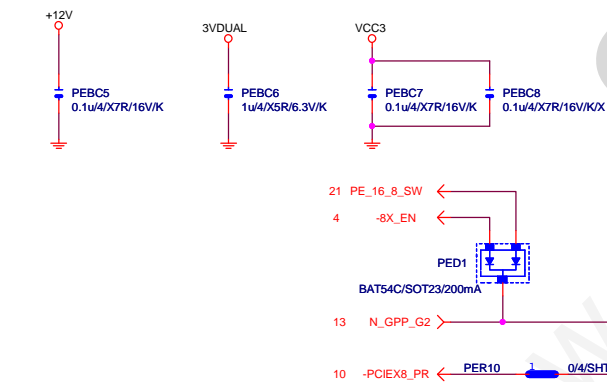 +12V
3VDUAL
VCC3
PEBC5
0.1u/4/X7R/16V/K
PEBC6
1u/4/X5R/6.3V/K
PEBC7
0.1u/4/X7R/16V/K
PEBC8
0.1u/4/X7R/16V/K/X
21 PE_16_8_SW
4 -8X_EN
PED1
BAT54C/SOT23/200mA
13 N_GPP_G2
10 -PCIEX8_PR
PER10
1
0/4/SHT